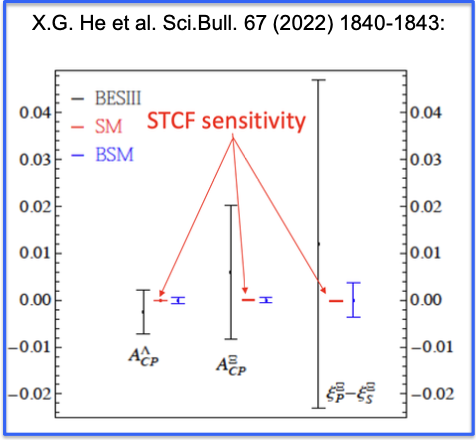 X.G. He et al. Sci.Bull. 67 (2022) 1840-1843:
BESIII
SM
BSM
STCF sensitivity
0.04
0.03
0.02
0.01
0.00
−0.01
−0.02
0.04
0.03
0.02
0.01
0.00
−0.01
−0.02
A^Λ_CP
A^Ξ_CP
ξ^Ξ_P−ξ^Ξ_S